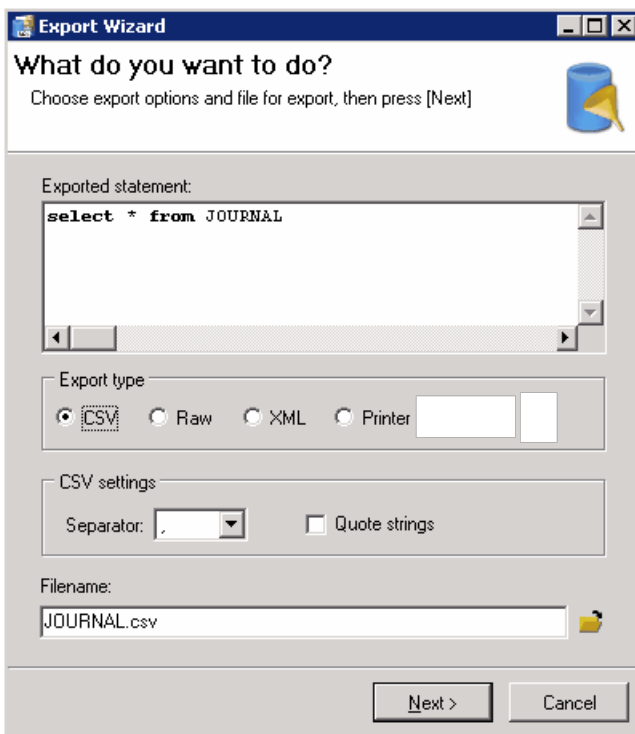 Export Wizard
What do you want to do?
Choose export options and file for export, then press [Next]
Exported statement:
select * from JOURNAL
Export type
CSV Raw XML Printer
CSV settings
Separator: , Quote strings
Filename:
JOURNAL.csv
Next > Cancel